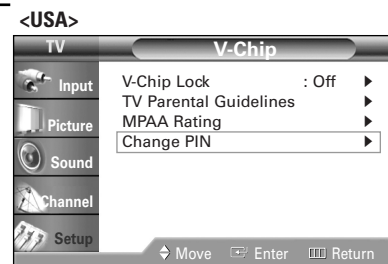 <USA>
TV
V-Chip
Input
Picture
Sound
Channel
Setup
V-Chip Lock : Off
TV Parental Guidelines
MPAA Rating
Change PIN
Move Enter Return